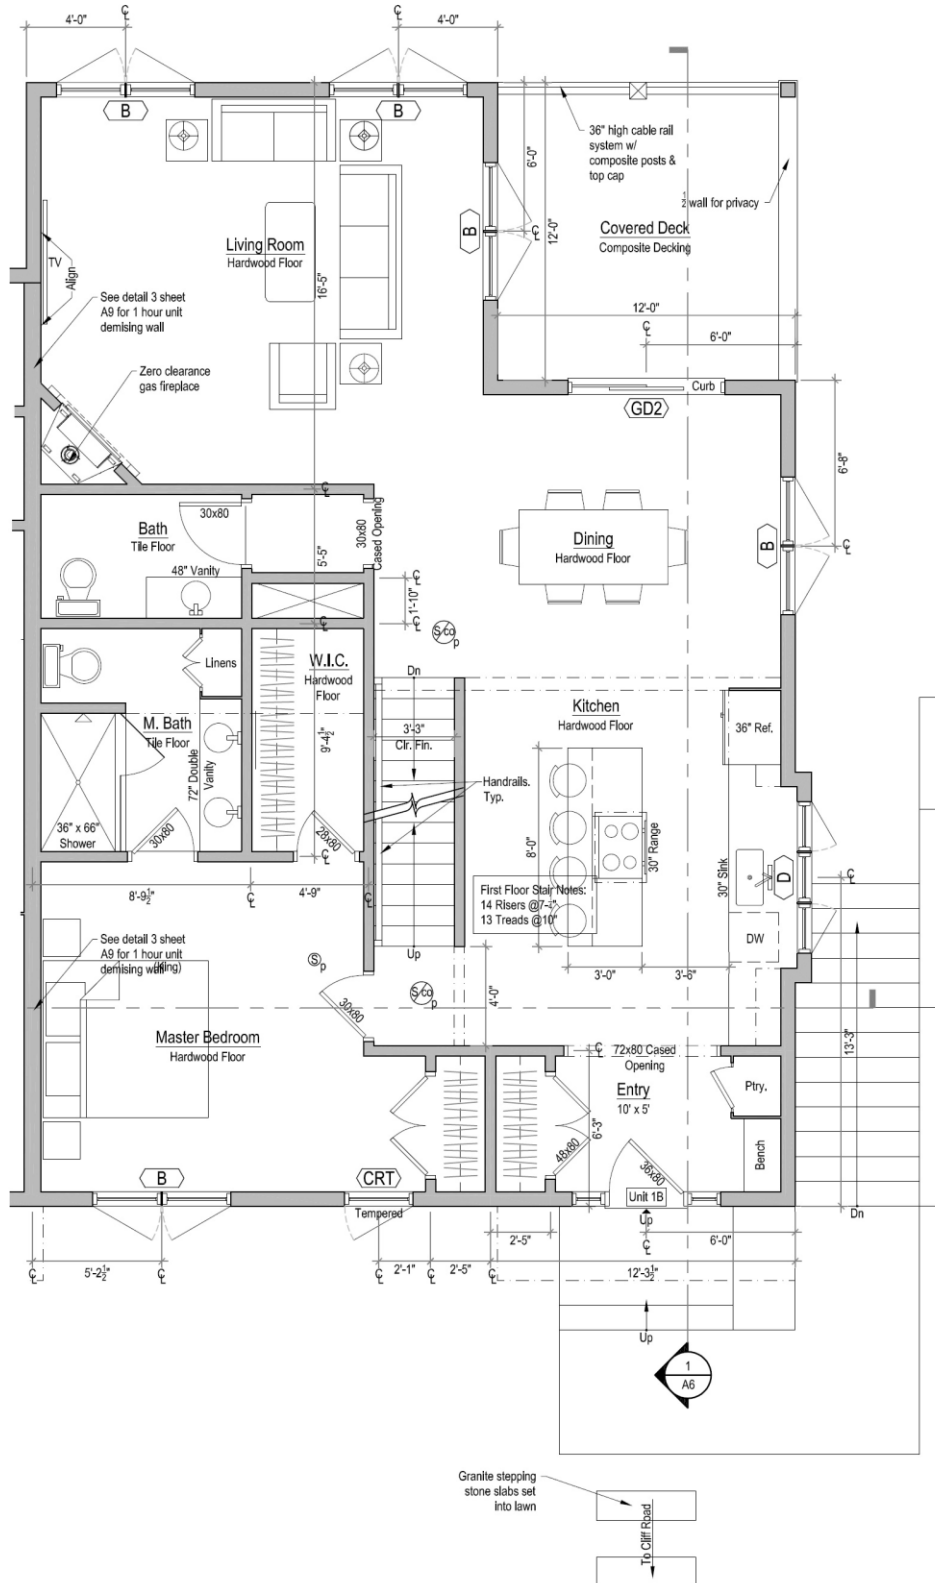 4'-0"
℄
℄
4'-0"
B
B
36" high cable rail
system w/
composite posts &
top cap
6'-0"
12'-0"
½ wall for privacy
Covered Deck
Composite Decking
B
℄
Living Room
Hardwood Floor
16'-5"
TV
Align
See detail 3 sheet
A9 for 1 hour unit
demising wall
12'-0"
℄
6'-0"
Zero clearance
gas fireplace
Curb
GD2
6'-8"
℄
30x80
Bath
Tile Floor
30x80
Cased Opening
Dining
Hardwood Floor
B
℄
48" Vanity
5'-5"
℄
1'-10"
℄
℄
S/co
p
Linens
W.I.C.
Hardwood
Floor
Dn
Kitchen
Hardwood Floor
36" Ref.
M. Bath
Tile Floor
9'-4½"
3'-3"
Clr. Fin.
72" Double
Vanity
Handrails.
Typ.
36" x 66"
Shower
30x80
28x80
8'-0"
30" Range
30" Sink
D
℄
℄
8'-9½"
℄
4'-9"
℄
First Floor Stair Notes:
14 Risers @7-
13 Treads @10"
DW
See detail 3 sheet
A9 for 1 hour unit
demising wall
(King)
S
p
Up
3'-0"
3'-6"
S/co
p
30x80
4'-0"
13'-3"
Master Bedroom
Hardwood Floor
℄
72x80 Cased
Opening
Entry
10' x 5'
Ptry.
6'-3"
48x80
36x80
Bench
B
CRT
Tempered
Unit 1B
Up
Dn
℄
2'-5"
6'-0"
℄
5'-2½"
℄
℄
2'-1"
℄
2'-5"
℄
12'-3½"
Up
1
A6
Granite stepping
stone slabs set
into lawn
To Cliff Road